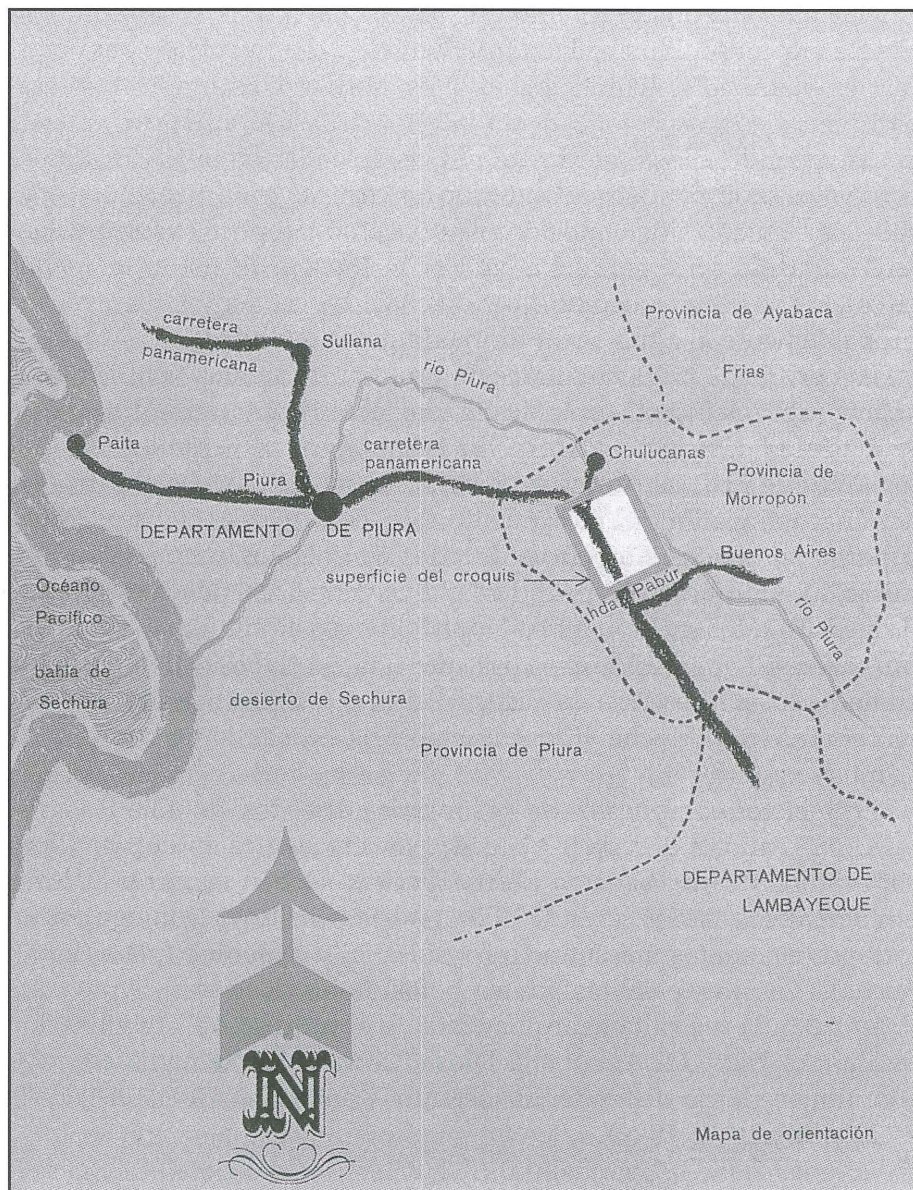 carretera
panamericana
Sullana
río Piura
Provincia de Ayabaca
Frias
Paita
Piura
carretera
panamericana
Chulucanas
Provincia de
Morropón
DEPARTAMENTO DE PIURA
Buenos Aires
superficie del croquis
hda Pabúr
río Piura
Océano
Pacífico
bahía de
Sechura
desierto de Sechura
Provincia de Piura
DEPARTAMENTO DE
LAMBAYEQUE
N
Mapa de orientación